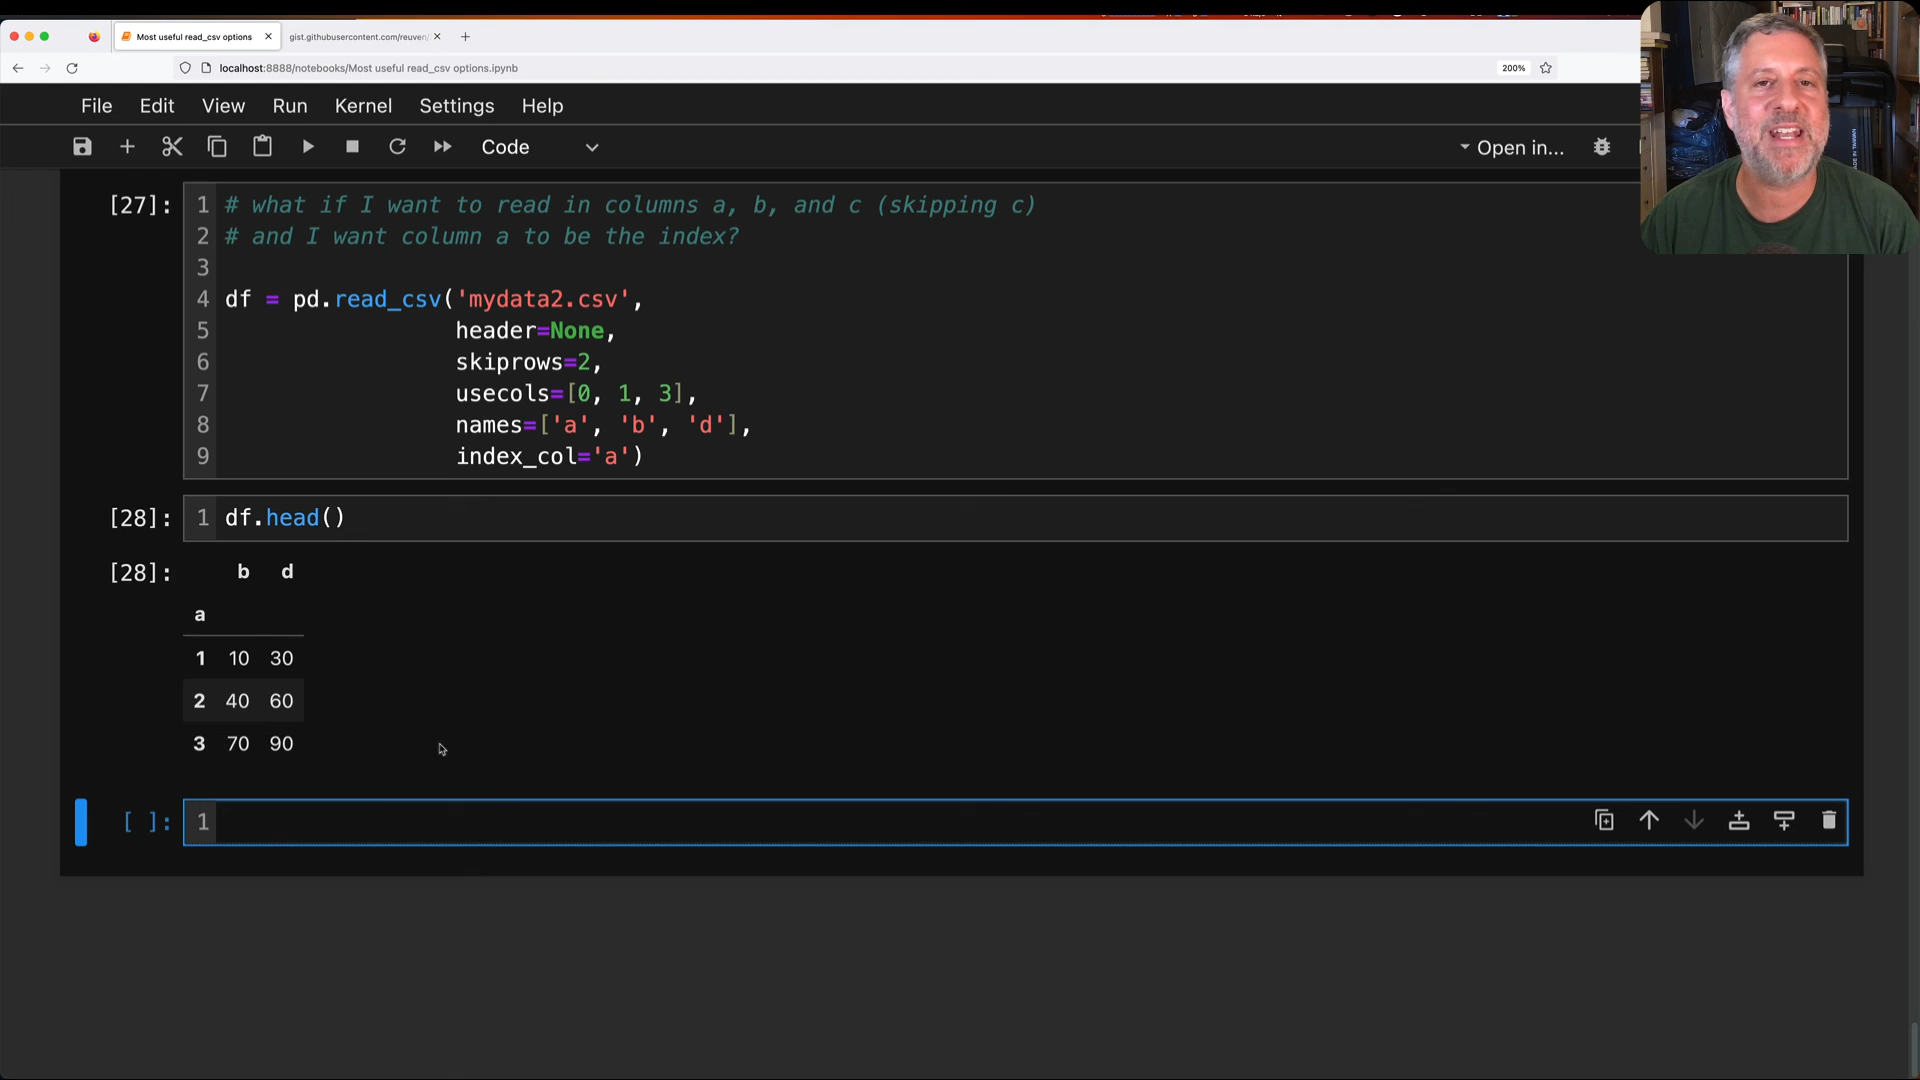 Most useful read_csv options
gist.githubusercontent.com/reuven/
localhost:8888/notebooks/Most useful read_csv options.ipynb
200%
File Edit View Run Kernel Settings Help
Code
Open in...
[27]:
1 # what if I want to read in columns a, b, and c (skipping c)
2 # and I want column a to be the index?
3
4 df = pd.read_csv('mydata2.csv',
5 header=None,
6 skiprows=2,
7 usecols=[0, 1, 3],
8 names=['a', 'b', 'd'],
9 index_col='a')
[28]: 1 df.head()
[28]: b d
a
1 10 30
2 40 60
3 70 90
[ ]: 1